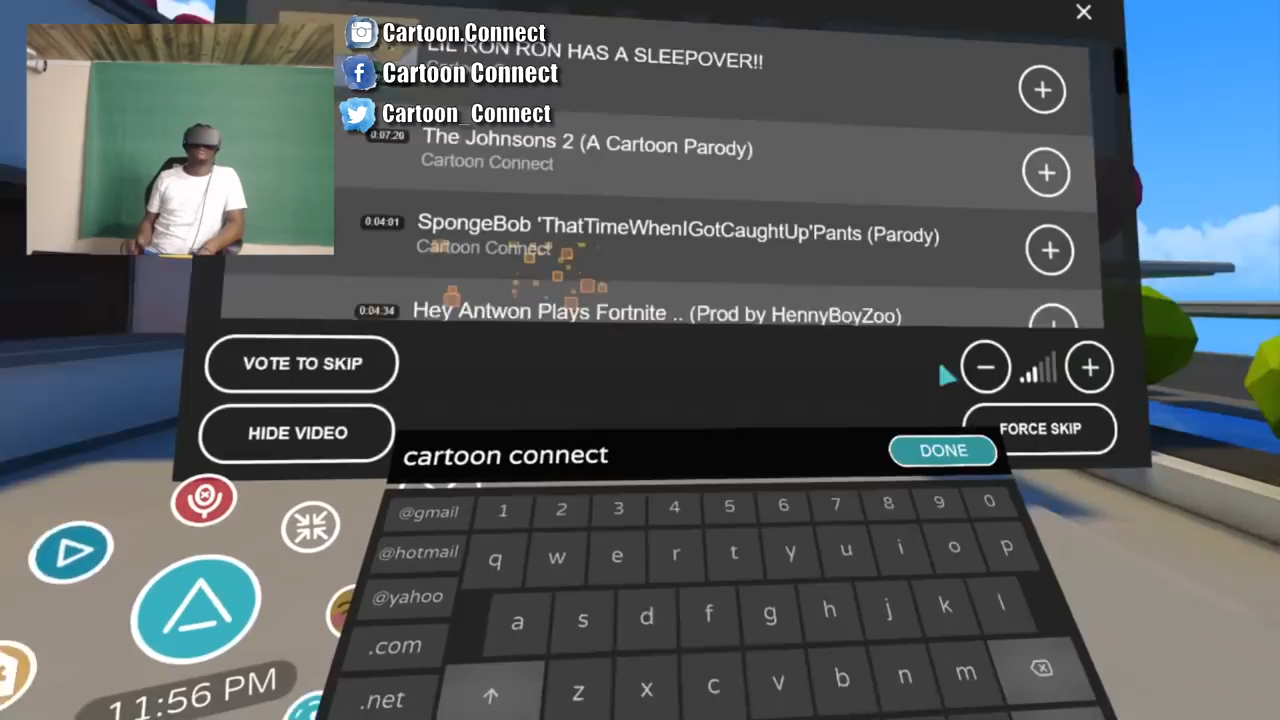 Cartoon.Connect
Cartoon Connect
Cartoon_Connect
LIL RON RON HAS A SLEEPOVER!!
0:07:20
The Johnsons 2 (A Cartoon Parody)
Cartoon Connect
0:04:01
SpongeBob 'ThatTimeWhenIGotCaughtUp'Pants (Parody)
Cartoon Connect
0:04:34
Hey Antwon Plays Fortnite .. (Prod by HennyBoyZoo)
VOTE TO SKIP
HIDE VIDEO
FORCE SKIP
cartoon connect
DONE
@gmail 1 2 3 4 5 6 7 8 9 0
@hotmail q w e r t y u i o p
@yahoo a s d f g h j k l
.com
.net z x c v b n m
11:56 PM